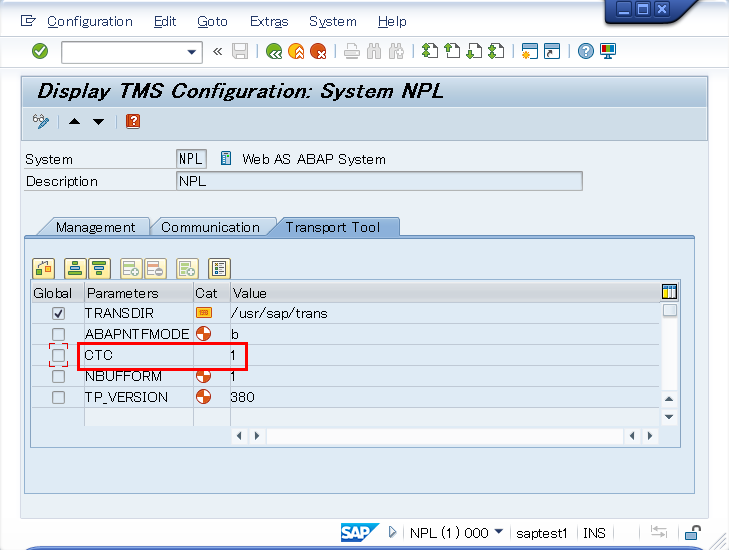 Configuration Edit Goto Extras System Help
«
Display TMS Configuration: System NPL
System NPL Web AS ABAP System
Description NPL
Management Communication Transport Tool
Global Parameters Cat Value
TRANSDIR /usr/sap/trans
ABAPNTFMODE b
CTC 1
NBUFFORM 1
TP_VERSION 380
SAP NPL (1) 000 saptest1 INS